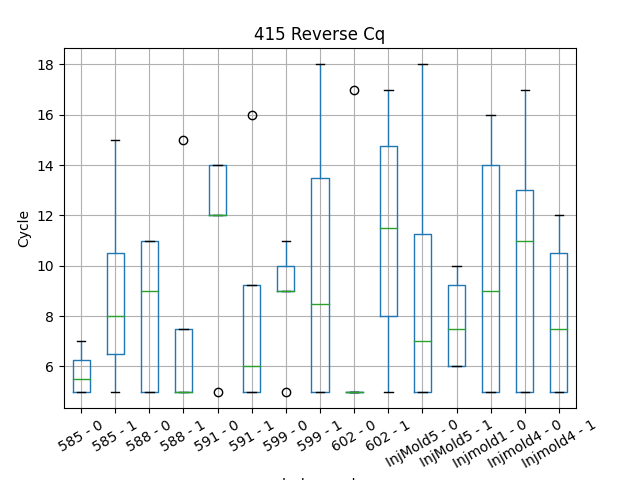 415 Reverse Cq
Cycle
18
16
14
12
10
8
6
585 - 0
585 - 1
588 - 0
588 - 1
591 - 0
591 - 1
599 - 0
599 - 1
602 - 0
602 - 1
InjMold5 - 0
InjMold5 - 1
Injmold1 - 0
Injmold4 - 0
Injmold4 - 1